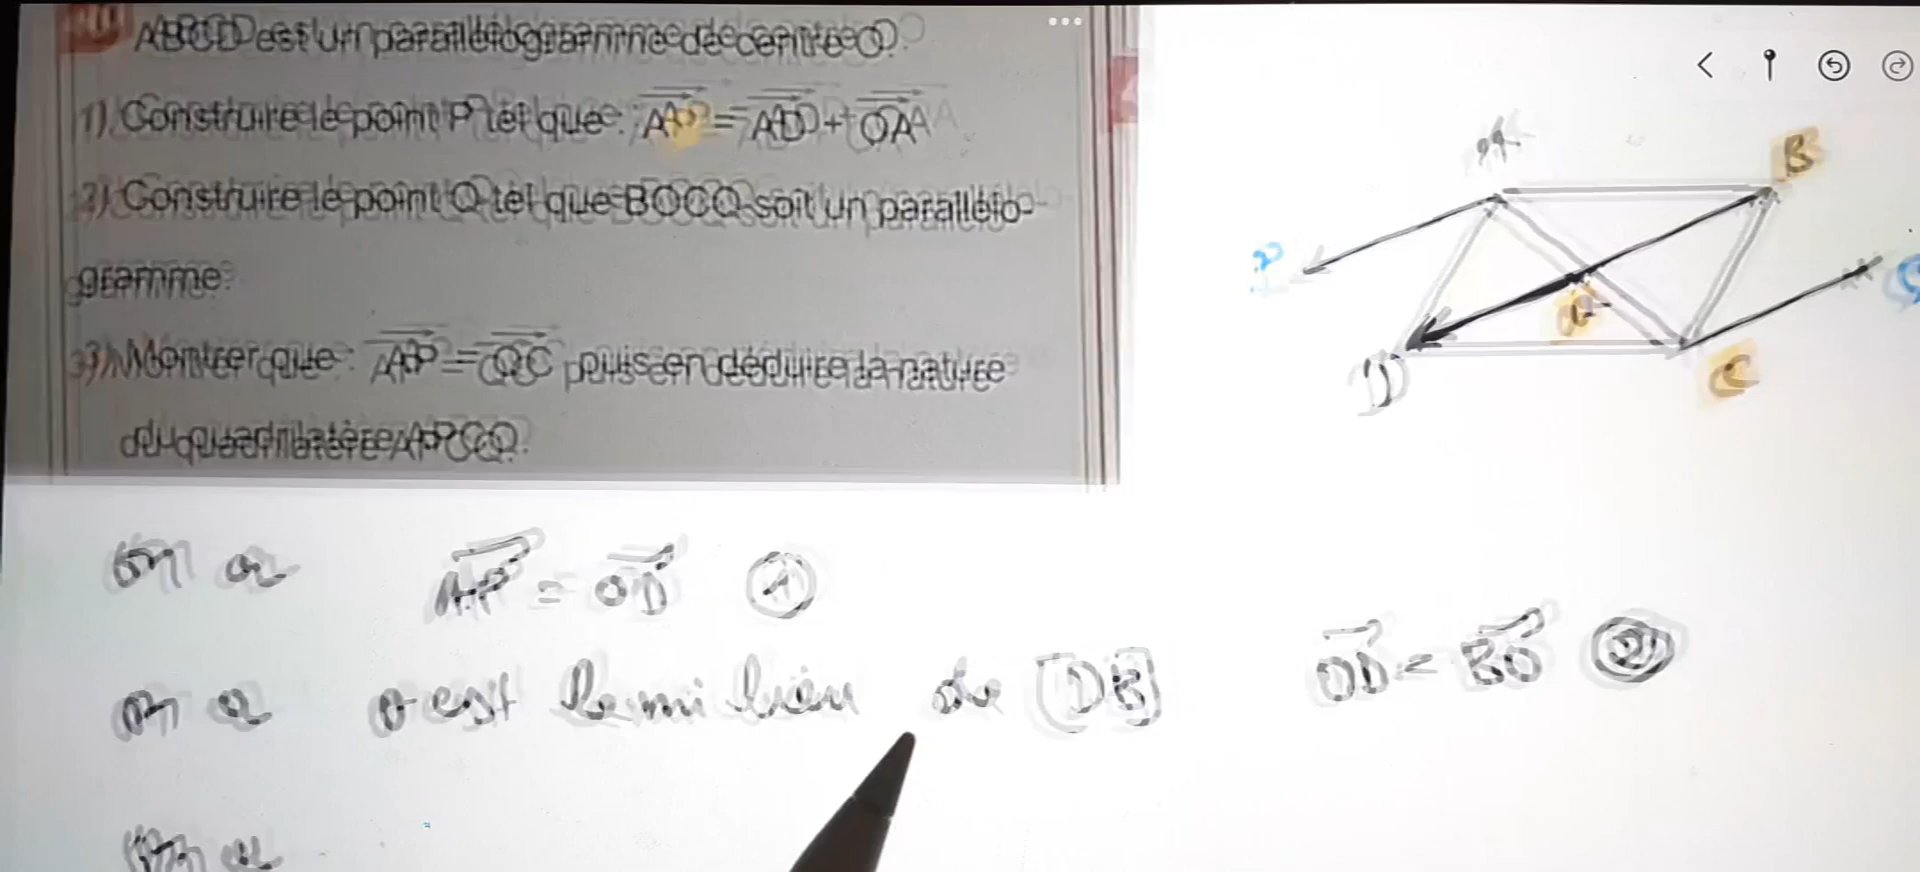 ABCD est un parallélogramme de centre O.
1) Construire le point P tel que : AP = AD + OA
2) Construire le point Q tel que BOCQ soit un parallélo-
gramme.
3) Montrer que : AP = QC puis en déduire la nature
du quadrilatère APCQ.
A
B
P
Q
O
D
C
on a AP = OD 1
on a o est le milieu de [DB] OD = BO 2
on a